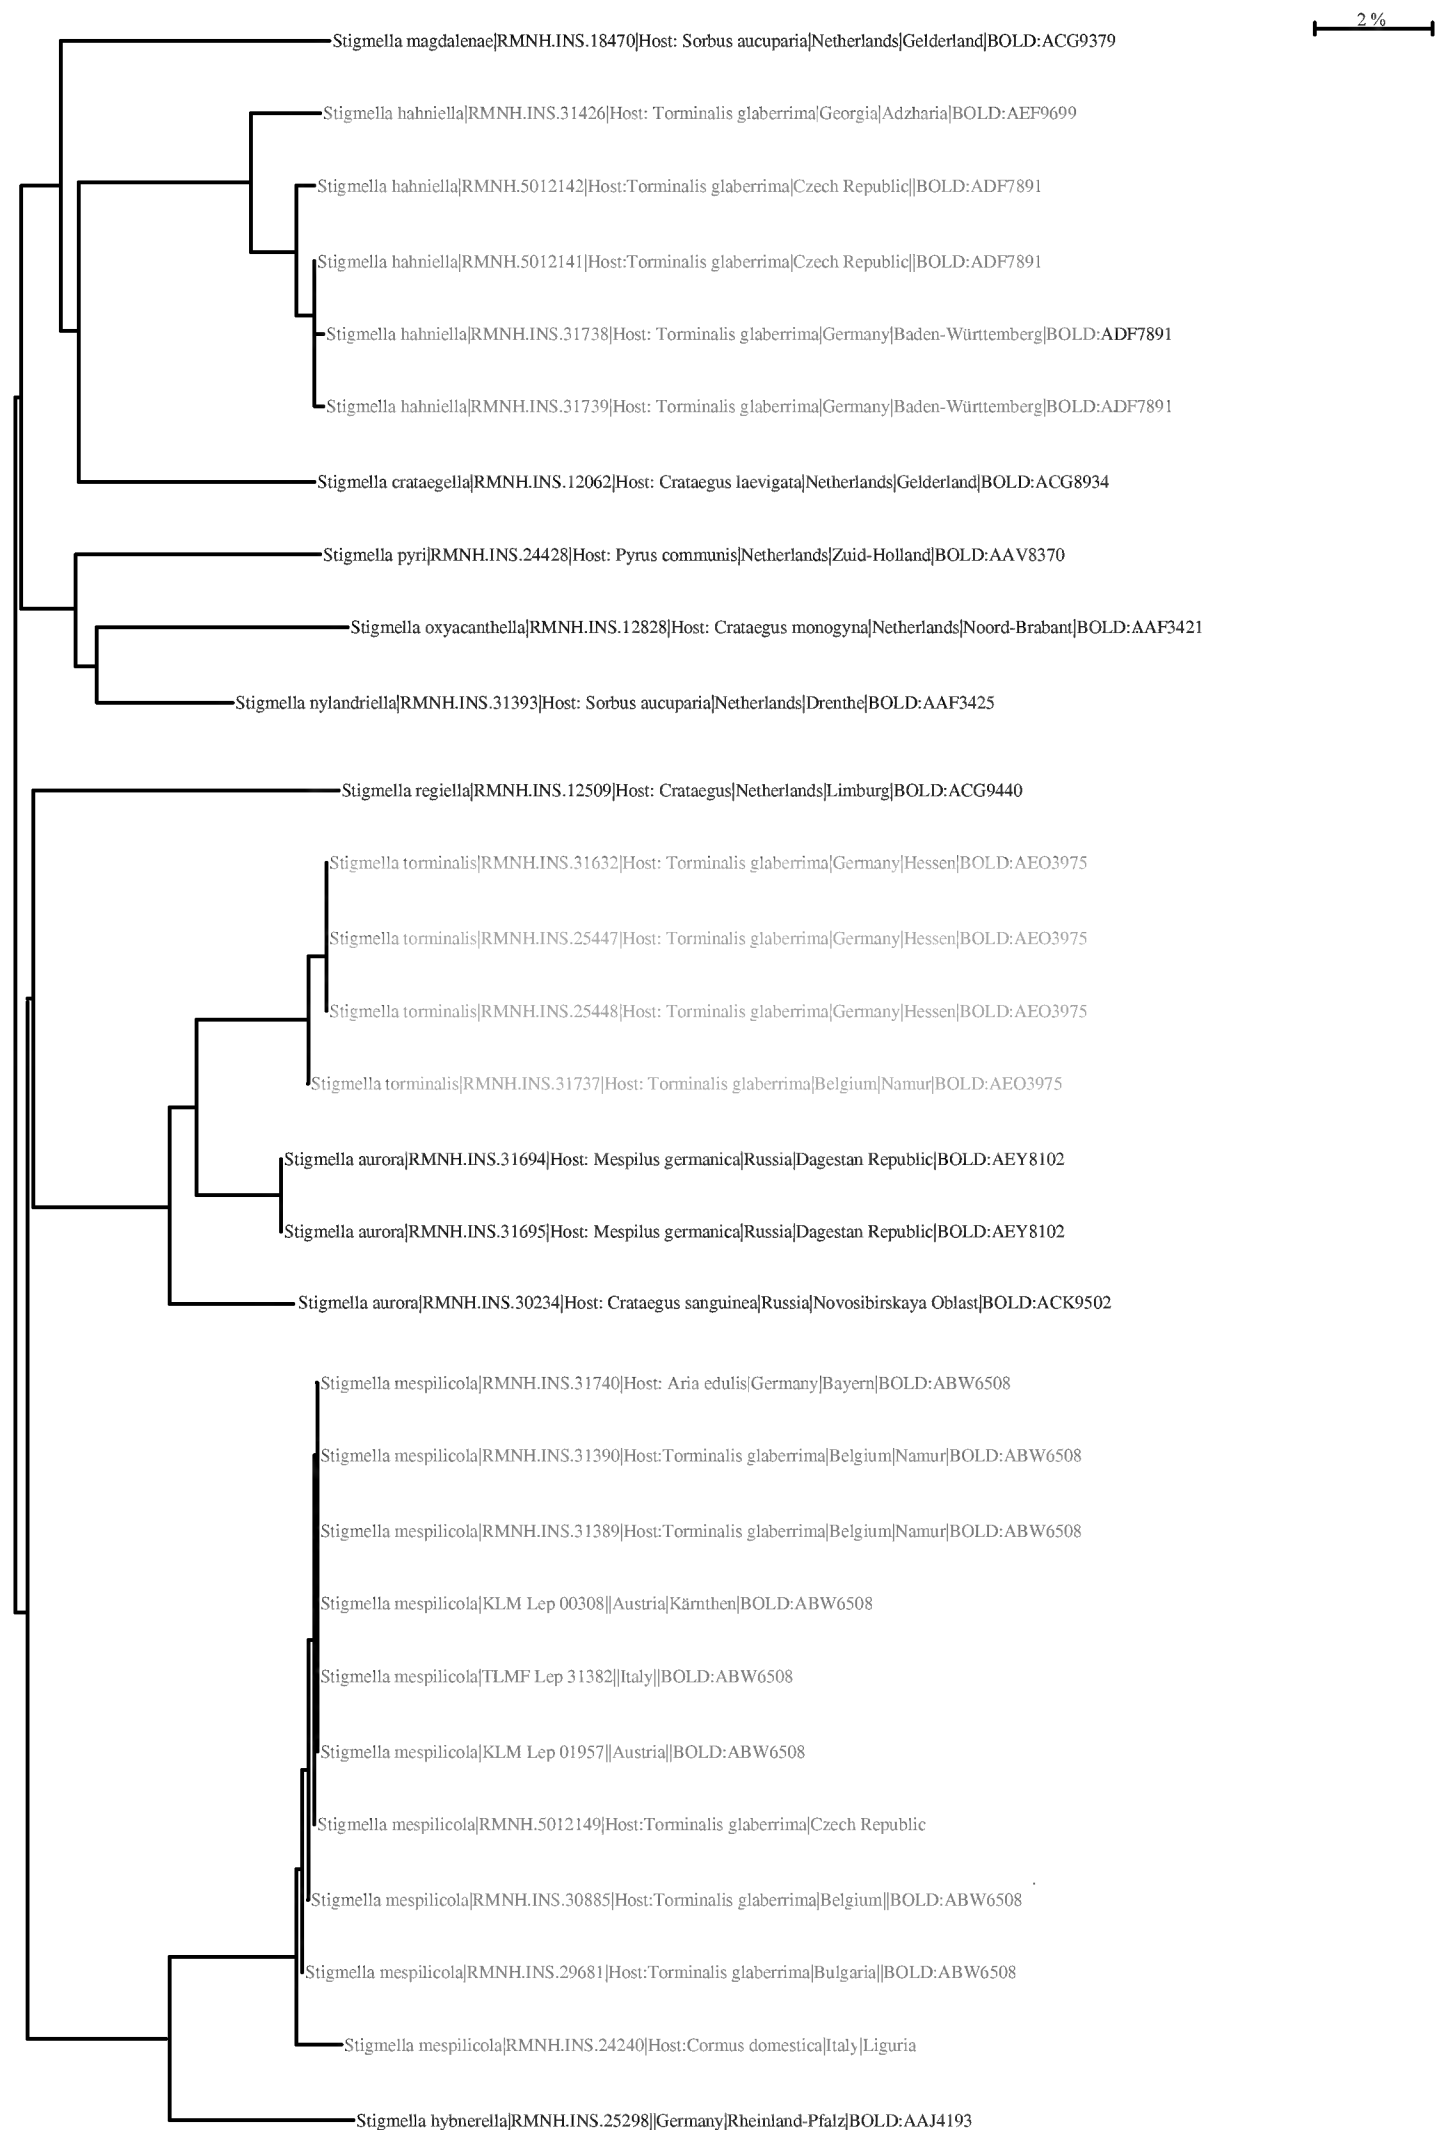 2 %
Stigmella magdalenae|RMNH.INS.18470|Host: Sorbus aucuparia|Netherlands|Gelderland|BOLD:ACG9379
Stigmella hahniella|RMNH.INS.31426|Host: Torminalis glaberrima|Georgia|Adzharia|BOLD:AEF9699
Stigmella hahniella|RMNH.5012142|Host:Torminalis glaberrima|Czech Republic||BOLD:ADF7891
Stigmella hahniella|RMNH.5012141|Host:Torminalis glaberrima|Czech Republic||BOLD:ADF7891
Stigmella hahniella|RMNH.INS.31738|Host: Torminalis glaberrima|Germany|Baden-Württemberg|BOLD:ADF7891
Stigmella hahniella|RMNH.INS.31739|Host: Torminalis glaberrima|Germany|Baden-Württemberg|BOLD:ADF7891
Stigmella crataegella|RMNH.INS.12062|Host: Crataegus laevigata|Netherlands|Gelderland|BOLD:ACG8934
Stigmella pyri|RMNH.INS.24428|Host: Pyrus communis|Netherlands|Zuid-Holland|BOLD:AAV8370
Stigmella oxyacanthella|RMNH.INS.12828|Host: Crataegus monogyna|Netherlands|Noord-Brabant|BOLD:AAF3421
Stigmella nylandriella|RMNH.INS.31393|Host: Sorbus aucuparia|Netherlands|Drenthe|BOLD:AAF3425
Stigmella regiella|RMNH.INS.12509|Host: Crataegus|Netherlands|Limburg|BOLD:ACG9440
Stigmella torminalis|RMNH.INS.31632|Host: Torminalis glaberrima|Germany|Hessen|BOLD:AEO3975
Stigmella torminalis|RMNH.INS.25447|Host: Torminalis glaberrima|Germany|Hessen|BOLD:AEO3975
Stigmella torminalis|RMNH.INS.25448|Host: Torminalis glaberrima|Germany|Hessen|BOLD:AEO3975
Stigmella torminalis|RMNH.INS.31737|Host: Torminalis glaberrima|Belgium|Namur|BOLD:AEO3975
Stigmella aurora|RMNH.INS.31694|Host: Mespilus germanica|Russia|Dagestan Republic|BOLD:AEY8102
Stigmella aurora|RMNH.INS.31695|Host: Mespilus germanica|Russia|Dagestan Republic|BOLD:AEY8102
Stigmella aurora|RMNH.INS.30234|Host: Crataegus sanguinea|Russia|Novosibirskaya Oblast|BOLD:ACK9502
Stigmella mespilicola|RMNH.INS.31740|Host: Aria edulis|Germany|Bayern|BOLD:ABW6508
Stigmella mespilicola|RMNH.INS.31390|Host:Torminalis glaberrima|Belgium|Namur|BOLD:ABW6508
Stigmella mespilicola|RMNH.INS.31389|Host:Torminalis glaberrima|Belgium|Namur|BOLD:ABW6508
Stigmella mespilicola|KLM Lep 00308||Austria|Kärnthen|BOLD:ABW6508
Stigmella mespilicola|TLMF Lep 31382||Italy||BOLD:ABW6508
Stigmella mespilicola|KLM Lep 01957||Austria||BOLD:ABW6508
Stigmella mespilicola|RMNH.5012149|Host:Torminalis glaberrima|Czech Republic
Stigmella mespilicola|RMNH.INS.30885|Host:Torminalis glaberrima|Belgium||BOLD:ABW6508
Stigmella mespilicola|RMNH.INS.29681|Host:Torminalis glaberrima|Bulgaria||BOLD:ABW6508
Stigmella mespilicola|RMNH.INS.24240|Host:Cormus domestica|Italy|Liguria
Stigmella hybnerella|RMNH.INS.25298||Germany|Rheinland-Pfalz|BOLD:AAJ4193